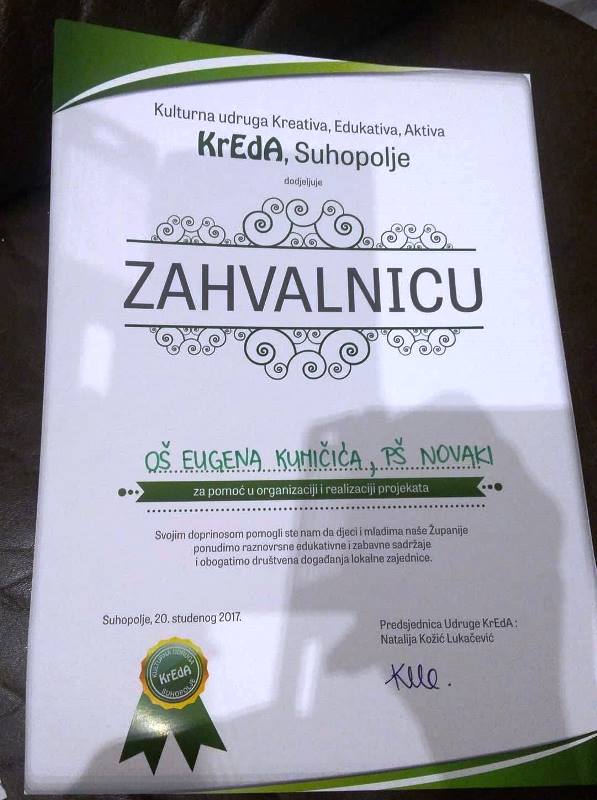 Kulturna udruga Kreativa, Edukativa, Aktiva
KrEdA, Suhopolje
dodjeljuje
ZAHVALNICU
OŠ EUGENA KUMIČIĆA, PŠ NOVAKI
za pomoć u organizaciji i realizaciji projekata
Svojim doprinosom pomogli ste nam da djeci i mladima naše Županije
ponudimo raznovrsne edukativne i zabavne sadržaje
i obogatimo društvena događanja lokalne zajednice.
Suhopolje, 20. studenog 2017.
Predsjednica Udruge KrEdA :
Natalija Kožić Lukačević
KULTURNA UDRUGA
KrEdA
SUHOPOLJE